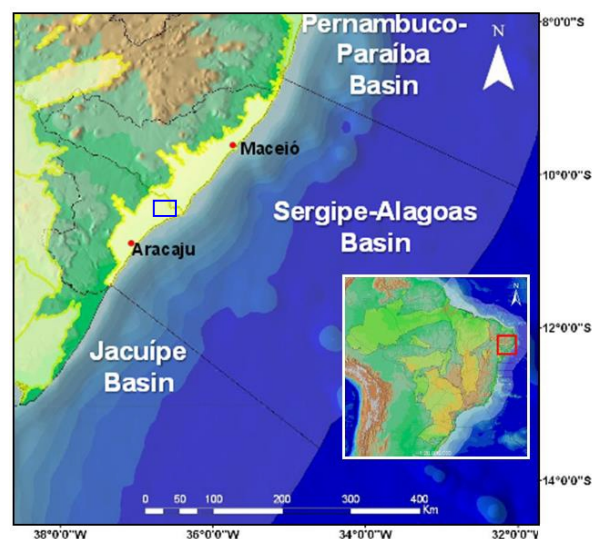 Pernambuco-
Paraíba
Basin
N
8°0'0"S
Maceió
10°0'0"S
Sergipe-Alagoas
Basin
Aracaju
N
12°0'0"S
Jacuípe
Basin
14°0'0"S
0 50 100 200 300 400
Km
38°0'0"W 36°0'0"W 34°0'0"W 32°0'0"W